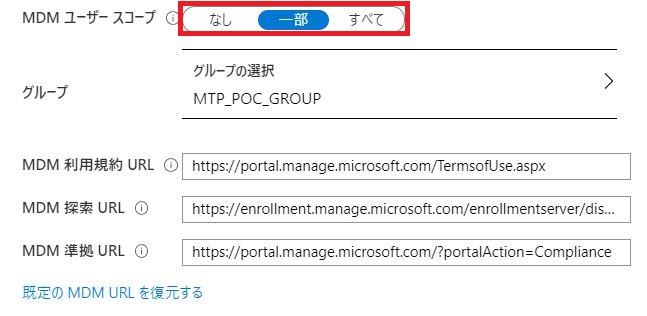 MDM ユーザー スコープ なし 一部 すべて
グループの選択
グループ
MTP_POC_GROUP
MDM 利用規約 URL https://portal.manage.microsoft.com/TermsofUse.aspx
MDM 探索 URL https://enrollment.manage.microsoft.com/enrollmentserver/dis...
MDM 準拠 URL https://portal.manage.microsoft.com/?portalAction=Compliance
既定の MDM URL を復元する